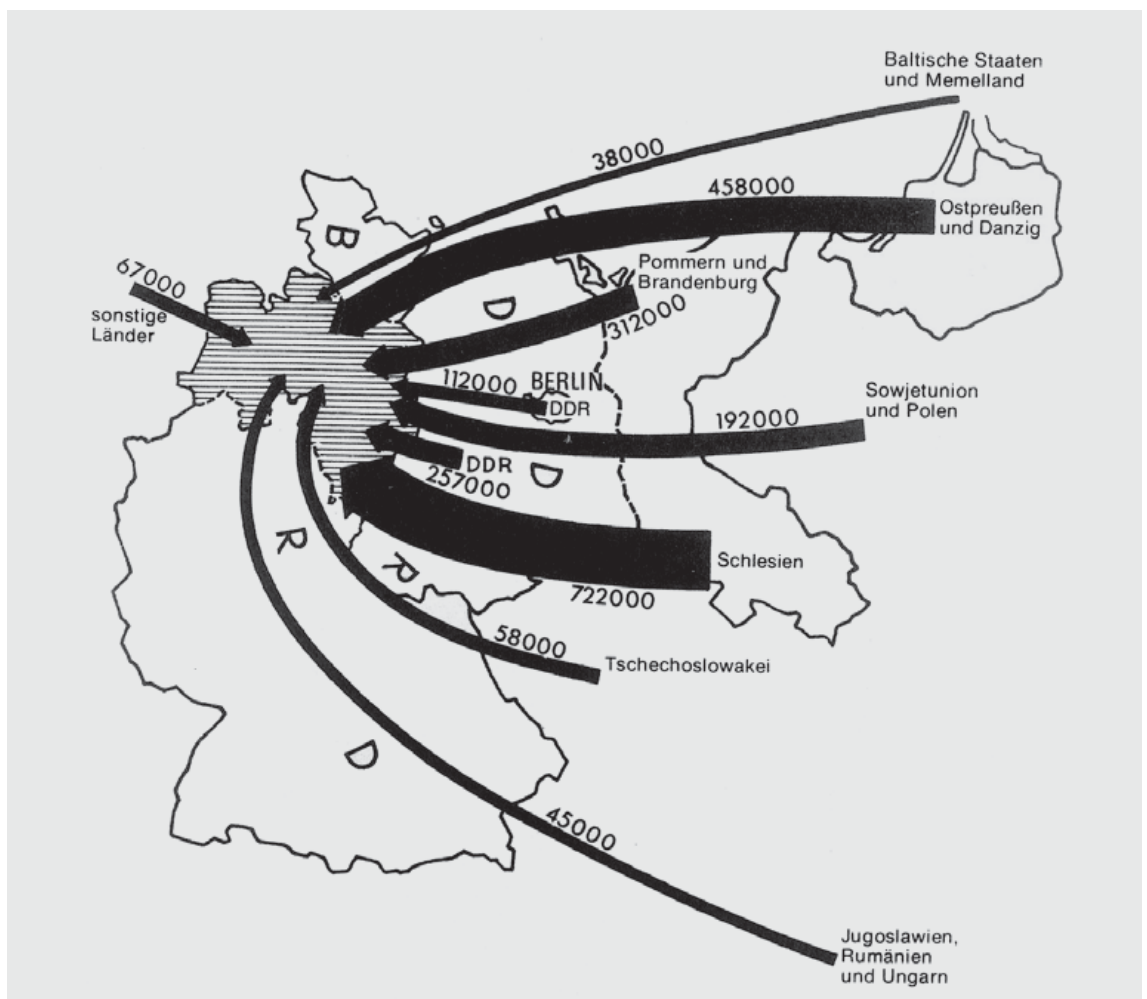 Baltische Staaten
und Memelland
38000
458000
Ostpreußen
und Danzig
B
67000
sonstige
Länder
Pommern und
Brandenburg
312000
D
112000
BERLIN
DDR
Sowjetunion
und Polen
192000
DDR
257000
D
R
R
Schlesien
722000
58000
Tschechoslowakei
D
45000
Jugoslawien,
Rumänien
und Ungarn